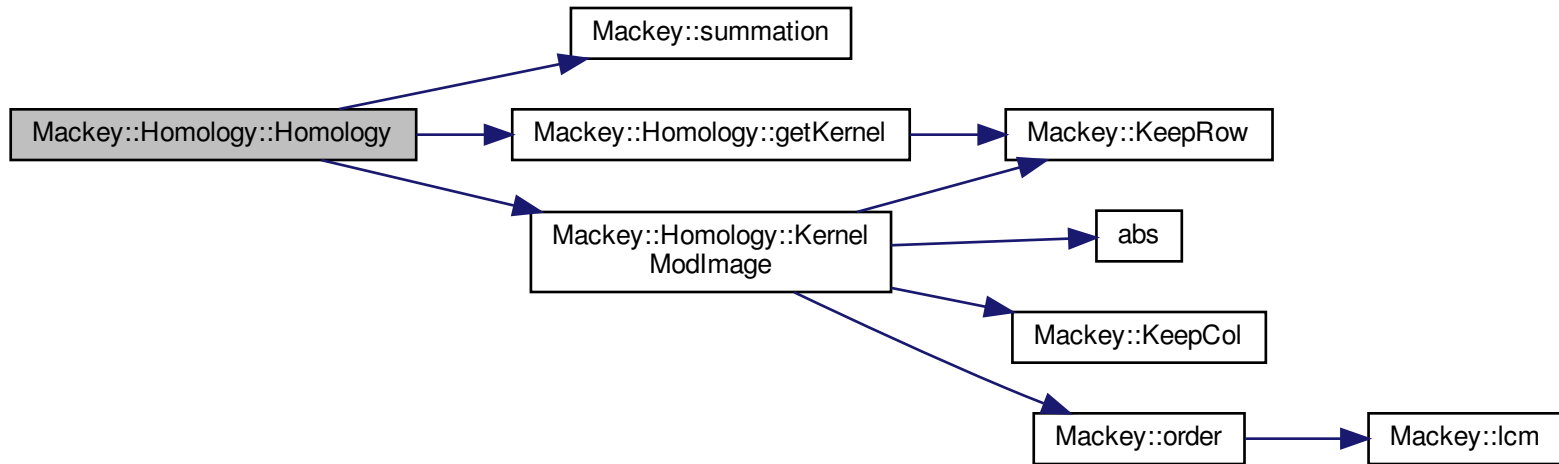 Mackey::summation
Mackey::Homology::Homology
Mackey::Homology::getKernel
Mackey::KeepRow
Mackey::Homology::Kernel
ModImage
abs
Mackey::KeepCol
Mackey::order
Mackey::lcm